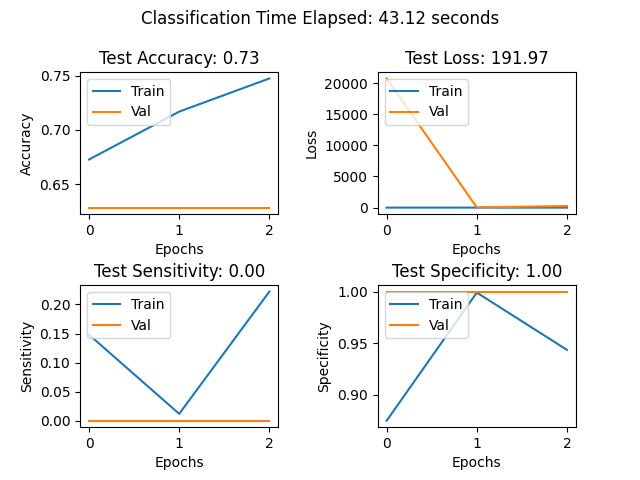 Classification Time Elapsed: 43.12 seconds
Test Accuracy: 0.73
0.75
0.70
0.65
Accuracy
Train
Val
0 1 2
Epochs
Test Loss: 191.97
20000
15000
10000
5000
0
Loss
Train
Val
0 1 2
Epochs
Test Sensitivity: 0.00
0.20
0.15
0.10
0.05
0.00
Sensitivity
Train
Val
0 1 2
Epochs
Test Specificity: 1.00
1.00
0.95
0.90
Specificity
Train
Val
0 1 2
Epochs